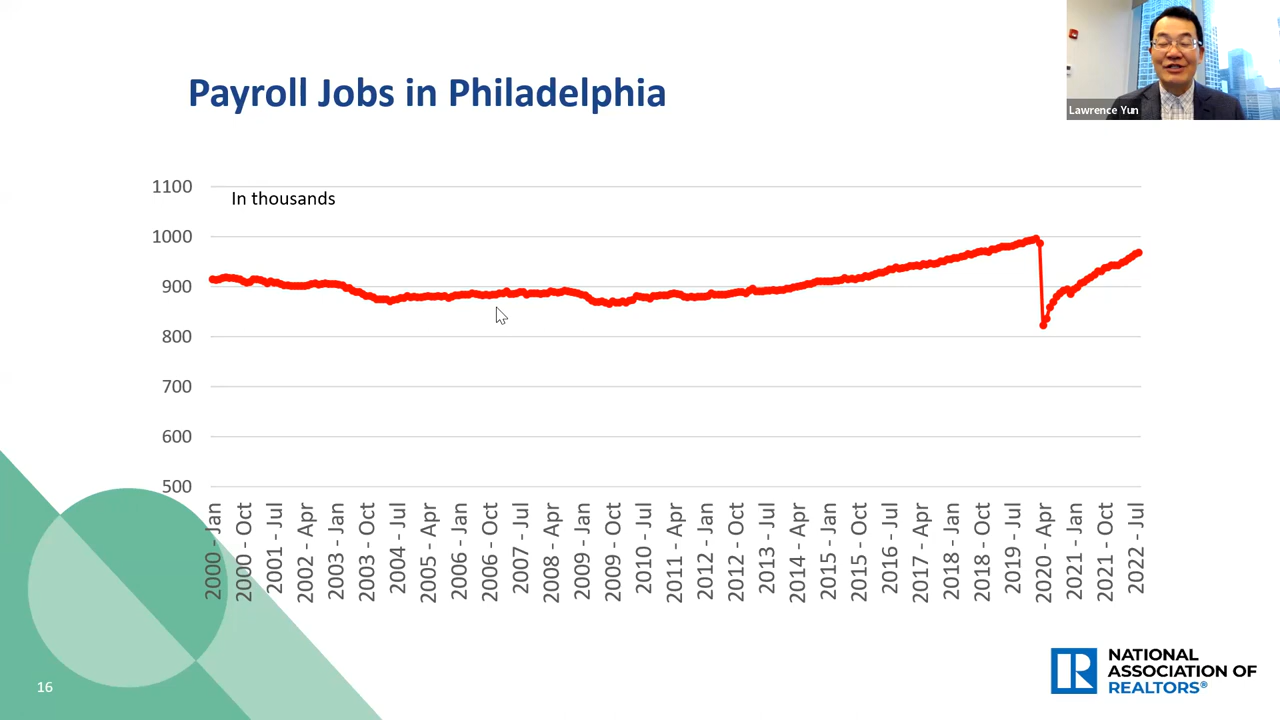 Payroll Jobs in Philadelphia
Lawrence Yun
In thousands
1100
1000
900
800
700
600
500
2000 - Jan
2000 - Oct
2001 - Jul
2002 - Apr
2003 - Jan
2003 - Oct
2004 - Jul
2005 - Apr
2006 - Jan
2006 - Oct
2007 - Jul
2008 - Apr
2009 - Jan
2009 - Oct
2010 - Jul
2011 - Apr
2012 - Jan
2012 - Oct
2013 - Jul
2014 - Apr
2015 - Jan
2015 - Oct
2016 - Jul
2017 - Apr
2018 - Jan
2018 - Oct
2019 - Jul
2020 - Apr
2021 - Jan
2021 - Oct
2022 - Jul
16
NATIONAL
ASSOCIATION OF
REALTORS®